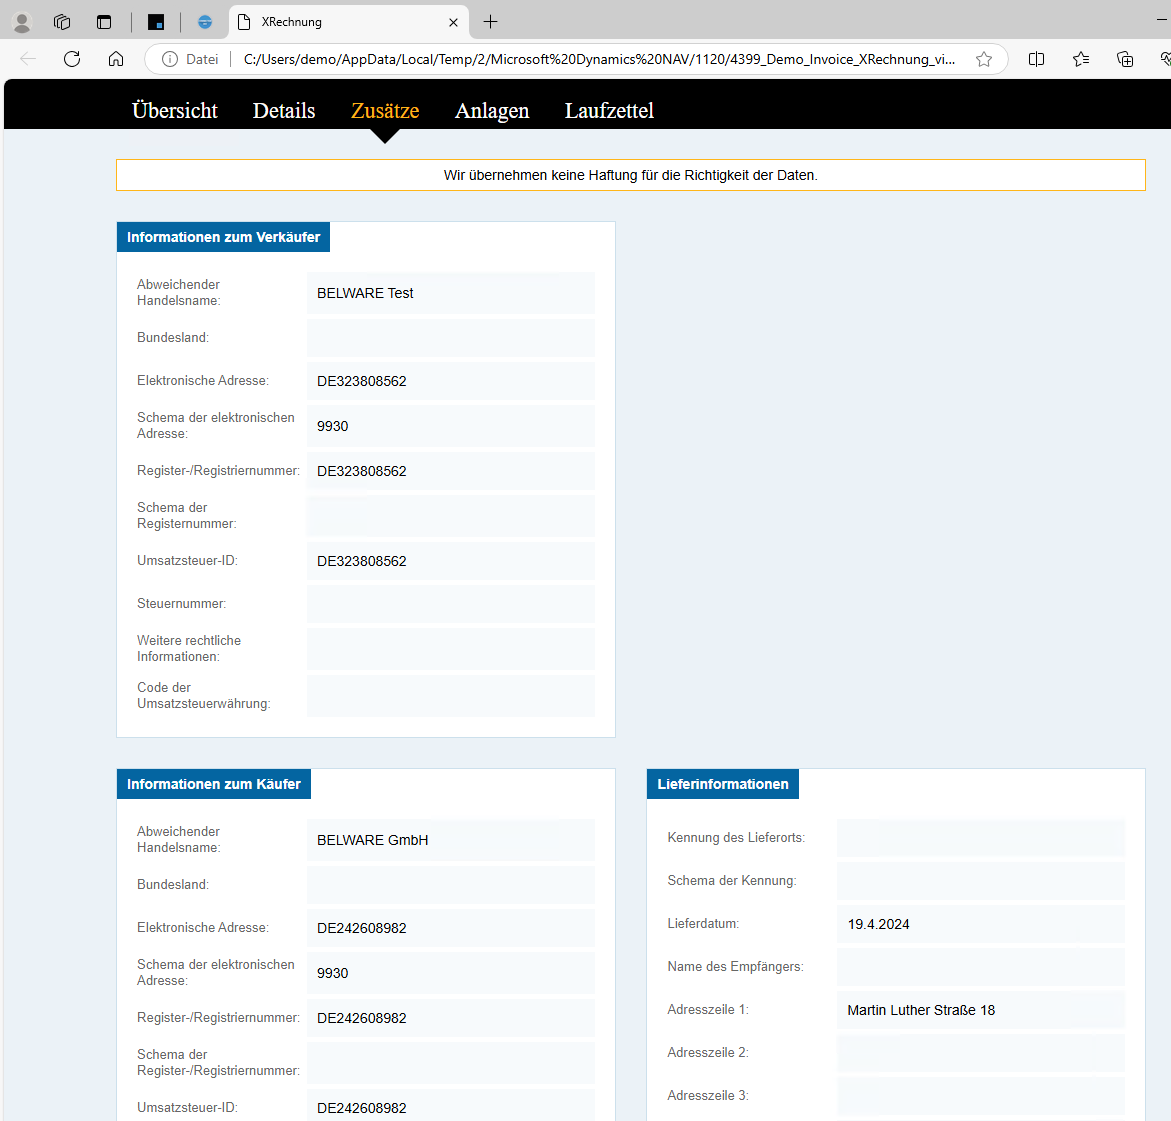 XRechnung
Datei
C:/Users/demo/AppData/Local/Temp/2/Microsoft%20Dynamics%20NAV/1120/4399_Demo_Invoice_XRechnung_vi...
Übersicht Details Zusätze Anlagen Laufzettel
Wir übernehmen keine Haftung für die Richtigkeit der Daten.
Informationen zum Verkäufer
Abweichender
Handelsname:
BELWARE Test
Bundesland:
Elektronische Adresse: DE323808562
Schema der elektronischen
Adresse:
9930
Register-/Registriernummer: DE323808562
Schema der
Registernummer:
Umsatzsteuer-ID: DE323808562
Steuernummer:
Weitere rechtliche
Informationen:
Code der
Umsatzsteuerwährung:
Informationen zum Käufer
Abweichender
Handelsname:
BELWARE GmbH
Bundesland:
Elektronische Adresse: DE242608982
Schema der elektronischen
Adresse:
9930
Register-/Registriernummer: DE242608982
Schema der
Register-/Registriernummer:
Umsatzsteuer-ID: DE242608982
Lieferinformationen
Kennung des Lieferorts:
Schema der Kennung:
Lieferdatum: 19.4.2024
Name des Empfängers:
Adresszeile 1: Martin Luther Straße 18
Adresszeile 2:
Adresszeile 3: